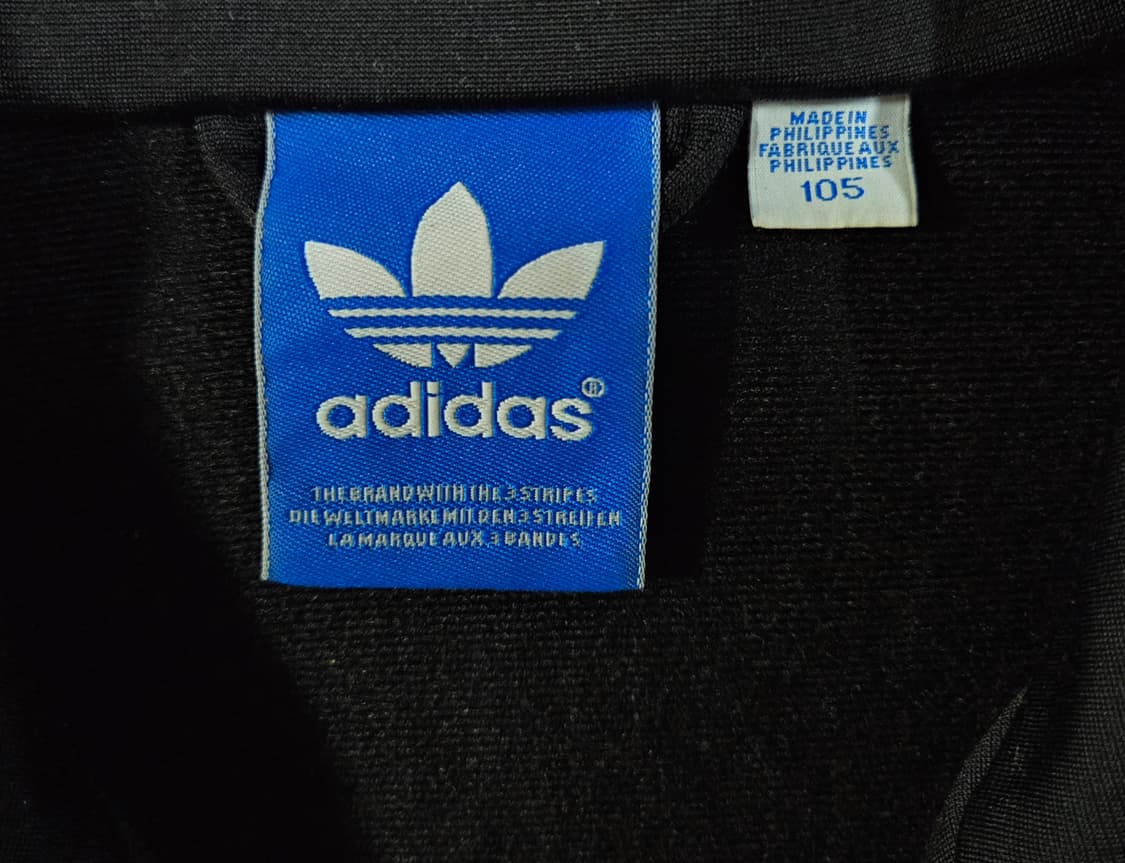 adidas®
THE BRAND WITH THE 3 STRIPES
DIE WELTMARKE MIT DEN 3 STREIFEN
LA MARQUE AUX 3 BANDES
MADE IN
PHILIPPINES
FABRIQUE AUX
PHILIPPINES
105